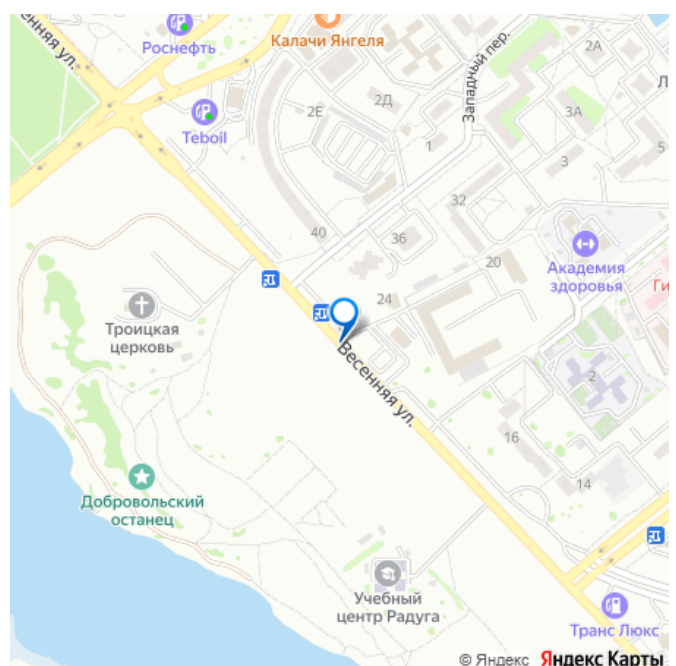 Весенняя ул.
Роснефть
Калачи Янгеля
Западный пер.
2А
Л
Teboil
2Е
2Д
3А
1
3
5
32
40
36
Академия
здоровья
20
Ги
24
Троицкая
церковь
Весенняя ул.
2
16
14
Добровольский
останец
Учебный
центр Радуга
Транс Люкс
© Яндекс Яндекс Карты